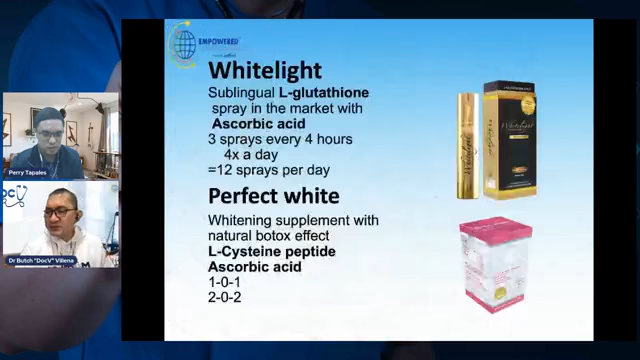 EMPOWERED
Whitelight
Sublingual L-glutathione
spray in the market with
Ascorbic acid
3 sprays every 4 hours
4x a day
=12 sprays per day
Perfect white
Whitening supplement with
natural botox effect
L-Cysteine peptide
Ascorbic acid
1-0-1
2-0-2
Perry Tapales
DocV
Dr Butch "DocV" Villena
Whitelight